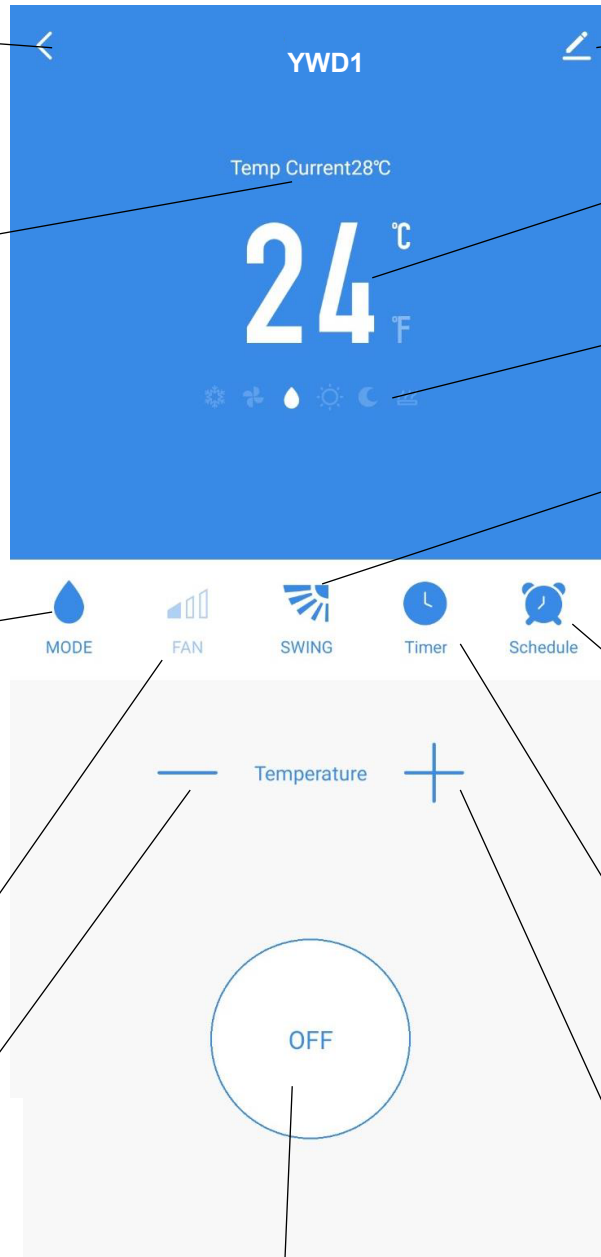 YWD1
Temp Current28℃
24 ℃
℉
MODE FAN SWING Timer Schedule
Temperature
OFF